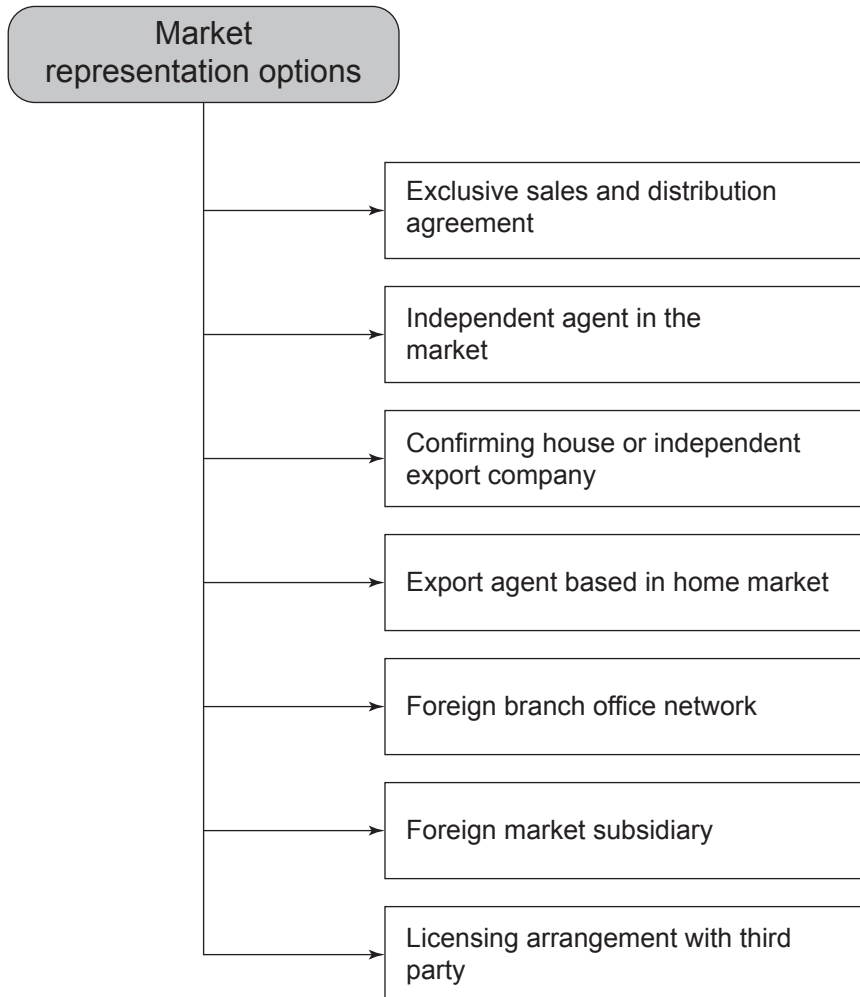 Market
representation options
Exclusive sales and distribution
agreement
Independent agent in the
market
Confirming house or independent
export company
Export agent based in home market
Foreign branch office network
Foreign market subsidiary
Licensing arrangement with third
party